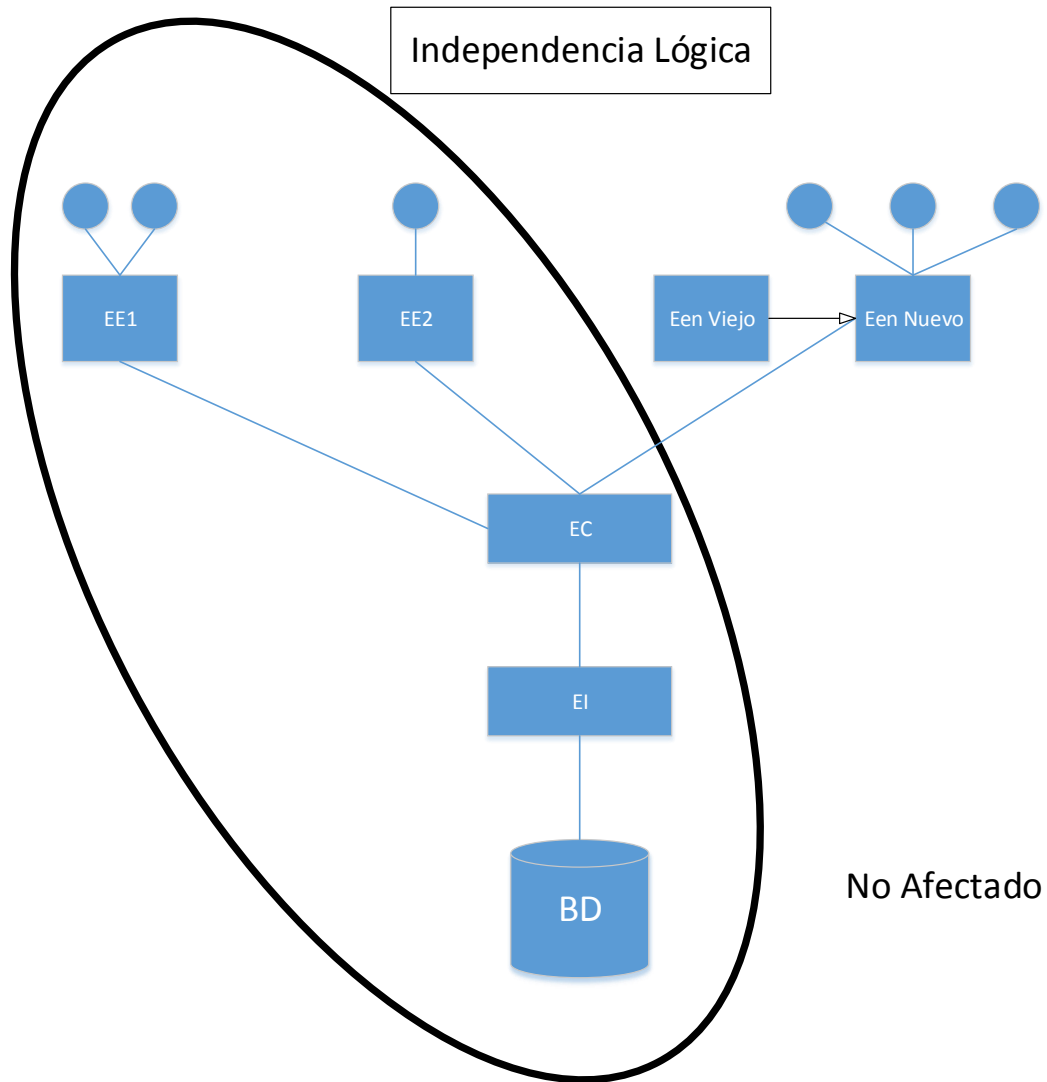 Independencia Lógica
EE1
EE2
Een Viejo
Een Nuevo
EC
EI
BD
No Afectado